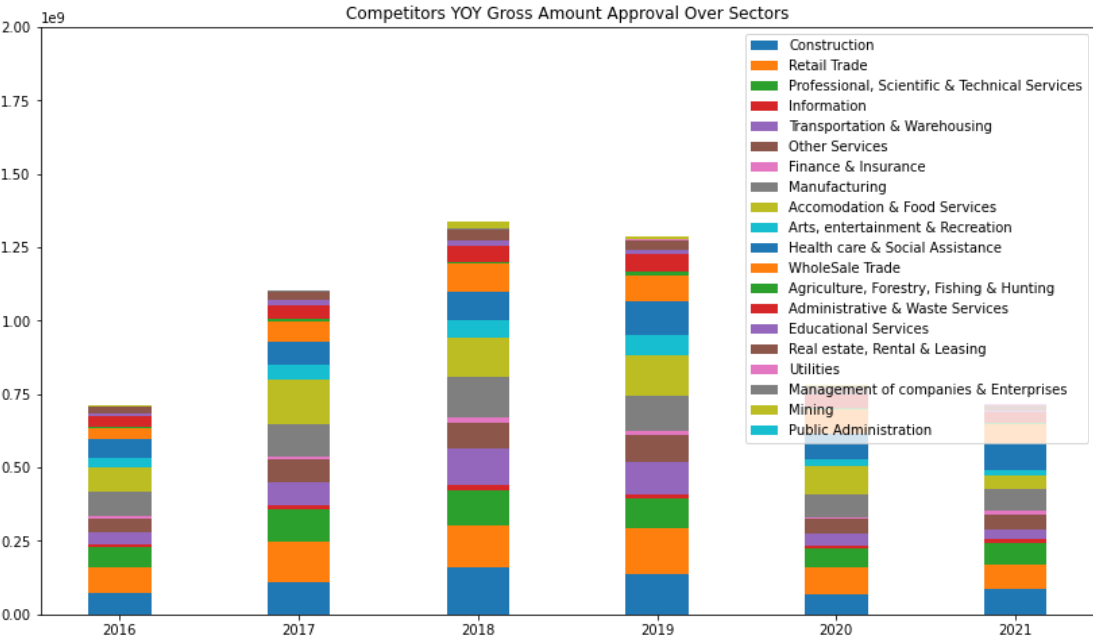 Competitors YOY Gross Amount Approval Over Sectors
1e9
2.00
1.75
1.50
1.25
1.00
0.75
0.50
0.25
0.00
2016
2017
2018
2019
2020
2021
Construction
Retail Trade
Professional, Scientific & Technical Services
Information
Transportation & Warehousing
Other Services
Finance & Insurance
Manufacturing
Accomodation & Food Services
Arts, entertainment & Recreation
Health care & Social Assistance
WholeSale Trade
Agriculture, Forestry, Fishing & Hunting
Administrative & Waste Services
Educational Services
Real estate, Rental & Leasing
Utilities
Management of companies & Enterprises
Mining
Public Administration